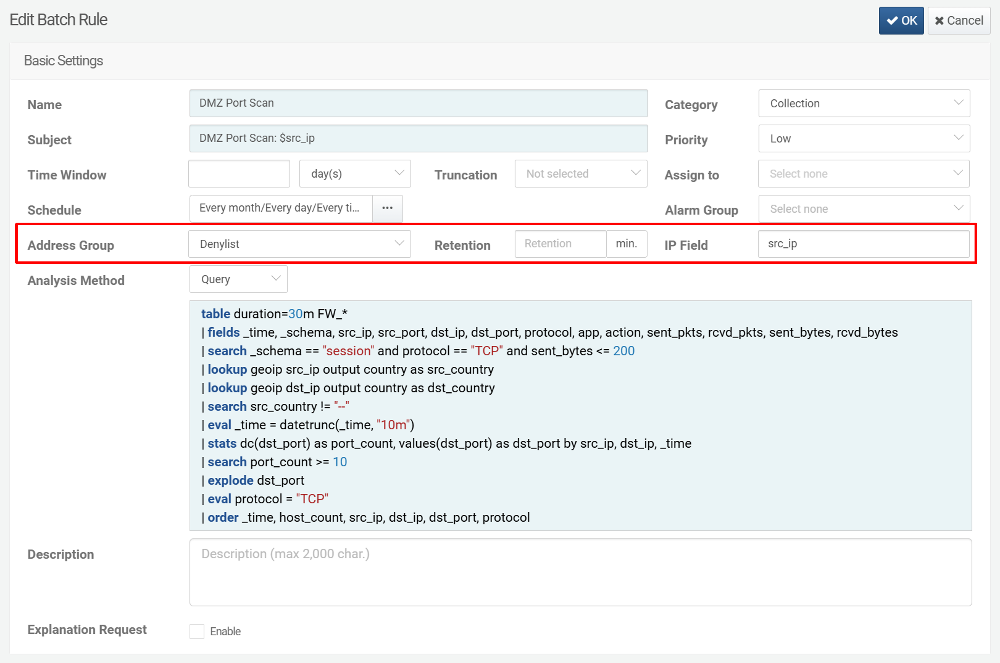 Edit Batch Rule
OK
Cancel
Basic Settings
Name
DMZ Port Scan
Category
Collection
Subject
DMZ Port Scan: $src_ip
Priority
Low
Time Window
day(s)
Truncation
Not selected
Assign to
Select none
Schedule
Every month/Every day/Every ti...
Alarm Group
Select none
Address Group
Denylist
Retention
Retention
min.
IP Field
src_ip
Analysis Method
Query
table duration=30m FW_*
| fields _time, _schema, src_ip, src_port, dst_ip, dst_port, protocol, app, action, sent_pkts, rcvd_pkts, sent_bytes, rcvd_bytes
| search _schema == "session" and protocol == "TCP" and sent_bytes <= 200
| lookup geoip src_ip output country as src_country
| lookup geoip dst_ip output country as dst_country
| search src_country != "--"
| eval _time = datetrunc(_time, "10m")
| stats dc(dst_port) as port_count, values(dst_port) as dst_port by src_ip, dst_ip, _time
| search port_count >= 10
| explode dst_port
| eval protocol = "TCP"
| order _time, host_count, src_ip, dst_ip, dst_port, protocol
Description
Description (max 2,000 char.)
Explanation Request
Enable